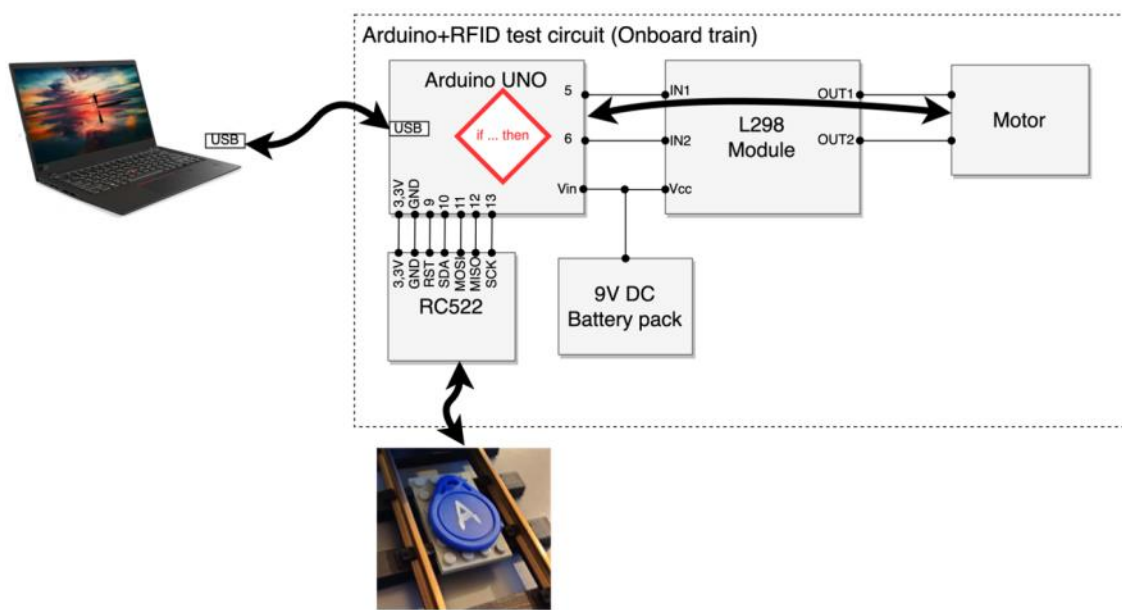 Arduino+RFID test circuit (Onboard train)
Arduino UNO
USB
USB
if ... then
5
6
Vin
3,3V
GND
9
10
11
12
13
IN1
IN2
Vcc
L298
Module
OUT1
OUT2
Motor
3,3V
GND
RST
SDA
MOSI
MISO
SCK
RC522
9V DC
Battery pack
A